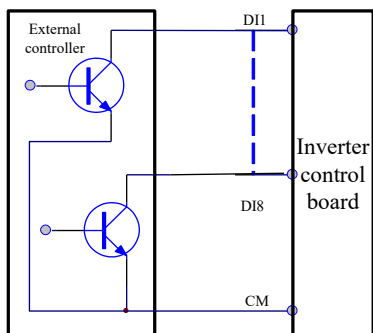 External
controller
DI1
Inverter
control
board
DI8
CM